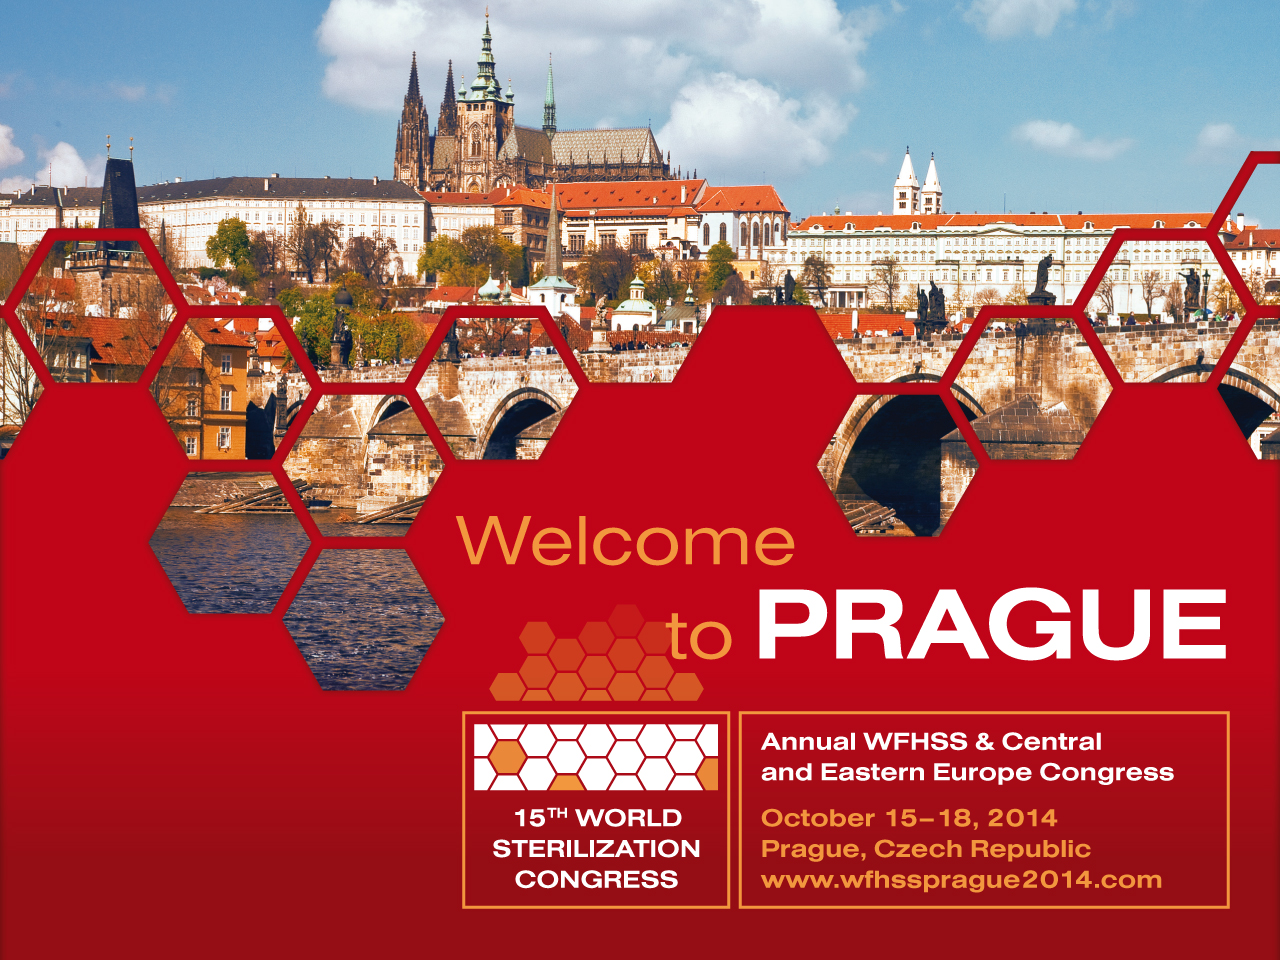 Welcome
to PRAGUE
15TH WORLD
STERILIZATION
CONGRESS
Annual WFHSS & Central
and Eastern Europe Congress
October 15–18, 2014
Prague, Czech Republic
www.wfhssprague2014.com